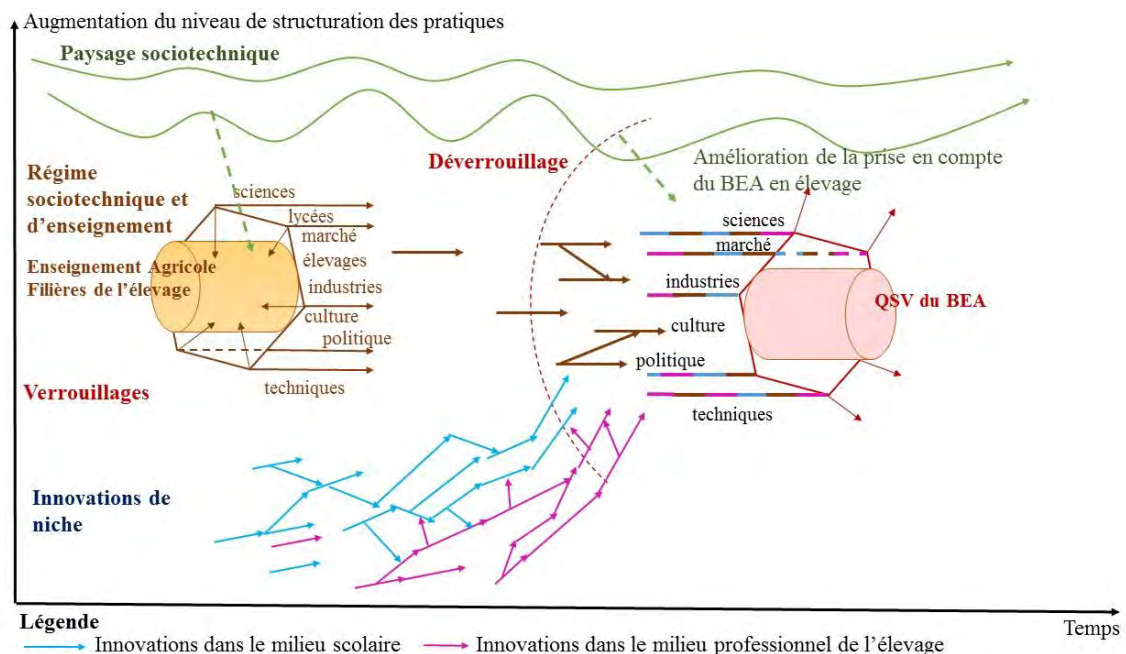 Augmentation du niveau de structuration des pratiques
Paysage sociotechnique
Déverrouillage
Amélioration de la prise en compte
du BEA en élevage
Régime
sociotechnique et
d’enseignement
Enseignement Agricole
Filières de l’élevage
sciences
lycées
marché
élevages
industries
culture
politique
techniques
sciences
marché
industries
culture
politique
techniques
QSV du BEA
Verrouillages
Innovations de
niche
Temps
Légende
Innovations dans le milieu scolaire
Innovations dans le milieu professionnel de l’élevage